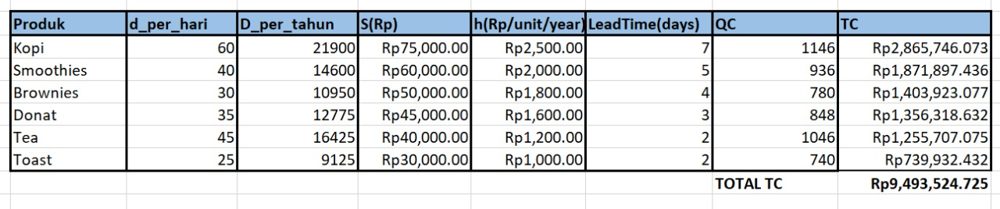 Produk d_per_hari D_per_tahun S(Rp) h(Rp/unit/year) LeadTime(days) QC TC
Kopi 60 21900 Rp75,000.00 Rp2,500.00 7 1146 Rp2,865,746.073
Smoothies 40 14600 Rp60,000.00 Rp2,000.00 5 936 Rp1,871,897.436
Brownies 30 10950 Rp50,000.00 Rp1,800.00 4 780 Rp1,403,923.077
Donat 35 12775 Rp45,000.00 Rp1,600.00 3 848 Rp1,356,318.632
Tea 45 16425 Rp40,000.00 Rp1,200.00 2 1046 Rp1,255,707.075
Toast 25 9125 Rp30,000.00 Rp1,000.00 2 740 Rp739,932.432
TOTAL TC Rp9,493,524.725